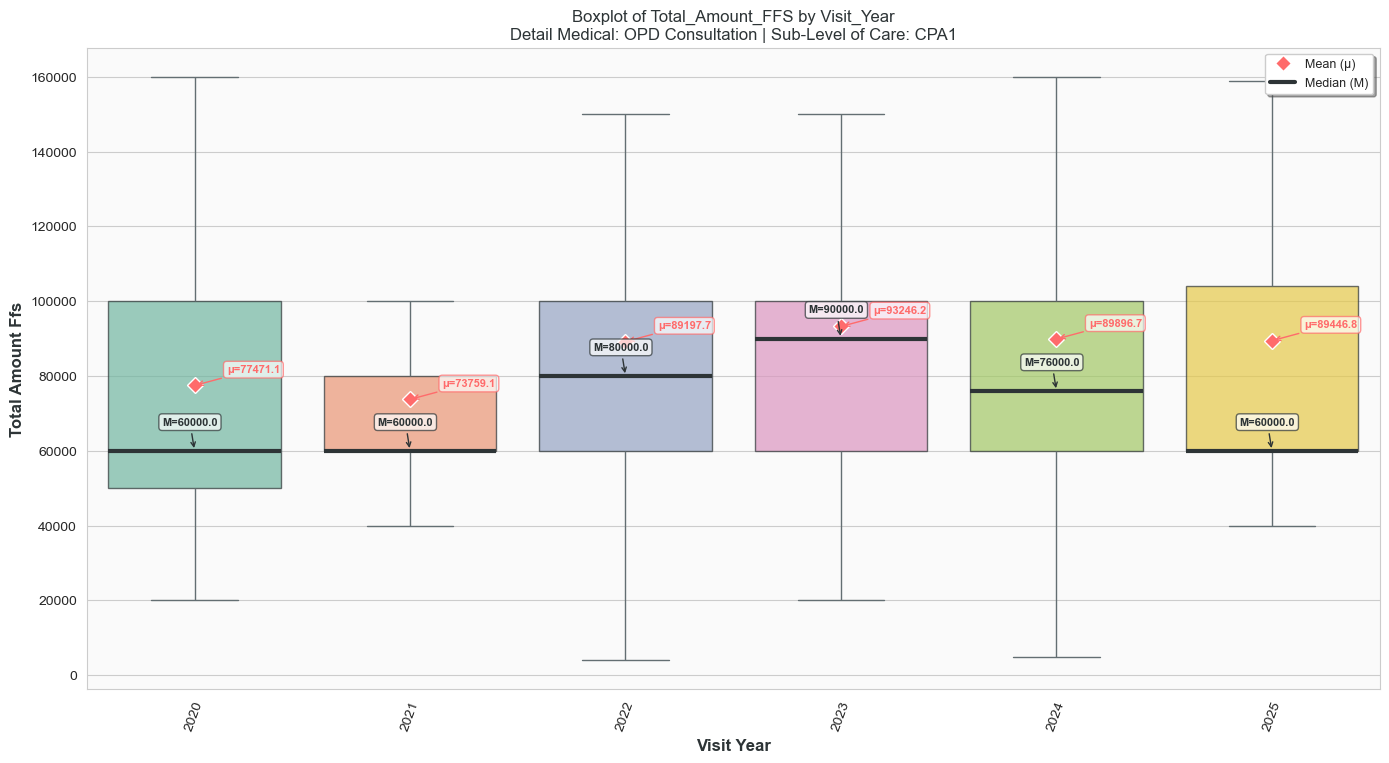 Boxplot of Total_Amount_FFS by Visit_Year
Detail Medical: OPD Consultation | Sub-Level of Care: CPA1
Mean (μ)
Median (M)
Total Amount Ffs
160000
140000
120000
100000
80000
60000
40000
20000
0
μ=77471.1
M=60000.0
μ=73759.1
M=60000.0
μ=89197.7
M=80000.0
μ=93246.2
M=90000.0
μ=89896.7
M=76000.0
μ=89446.8
M=60000.0
2020
2021
2022
2023
2024
2025
Visit Year